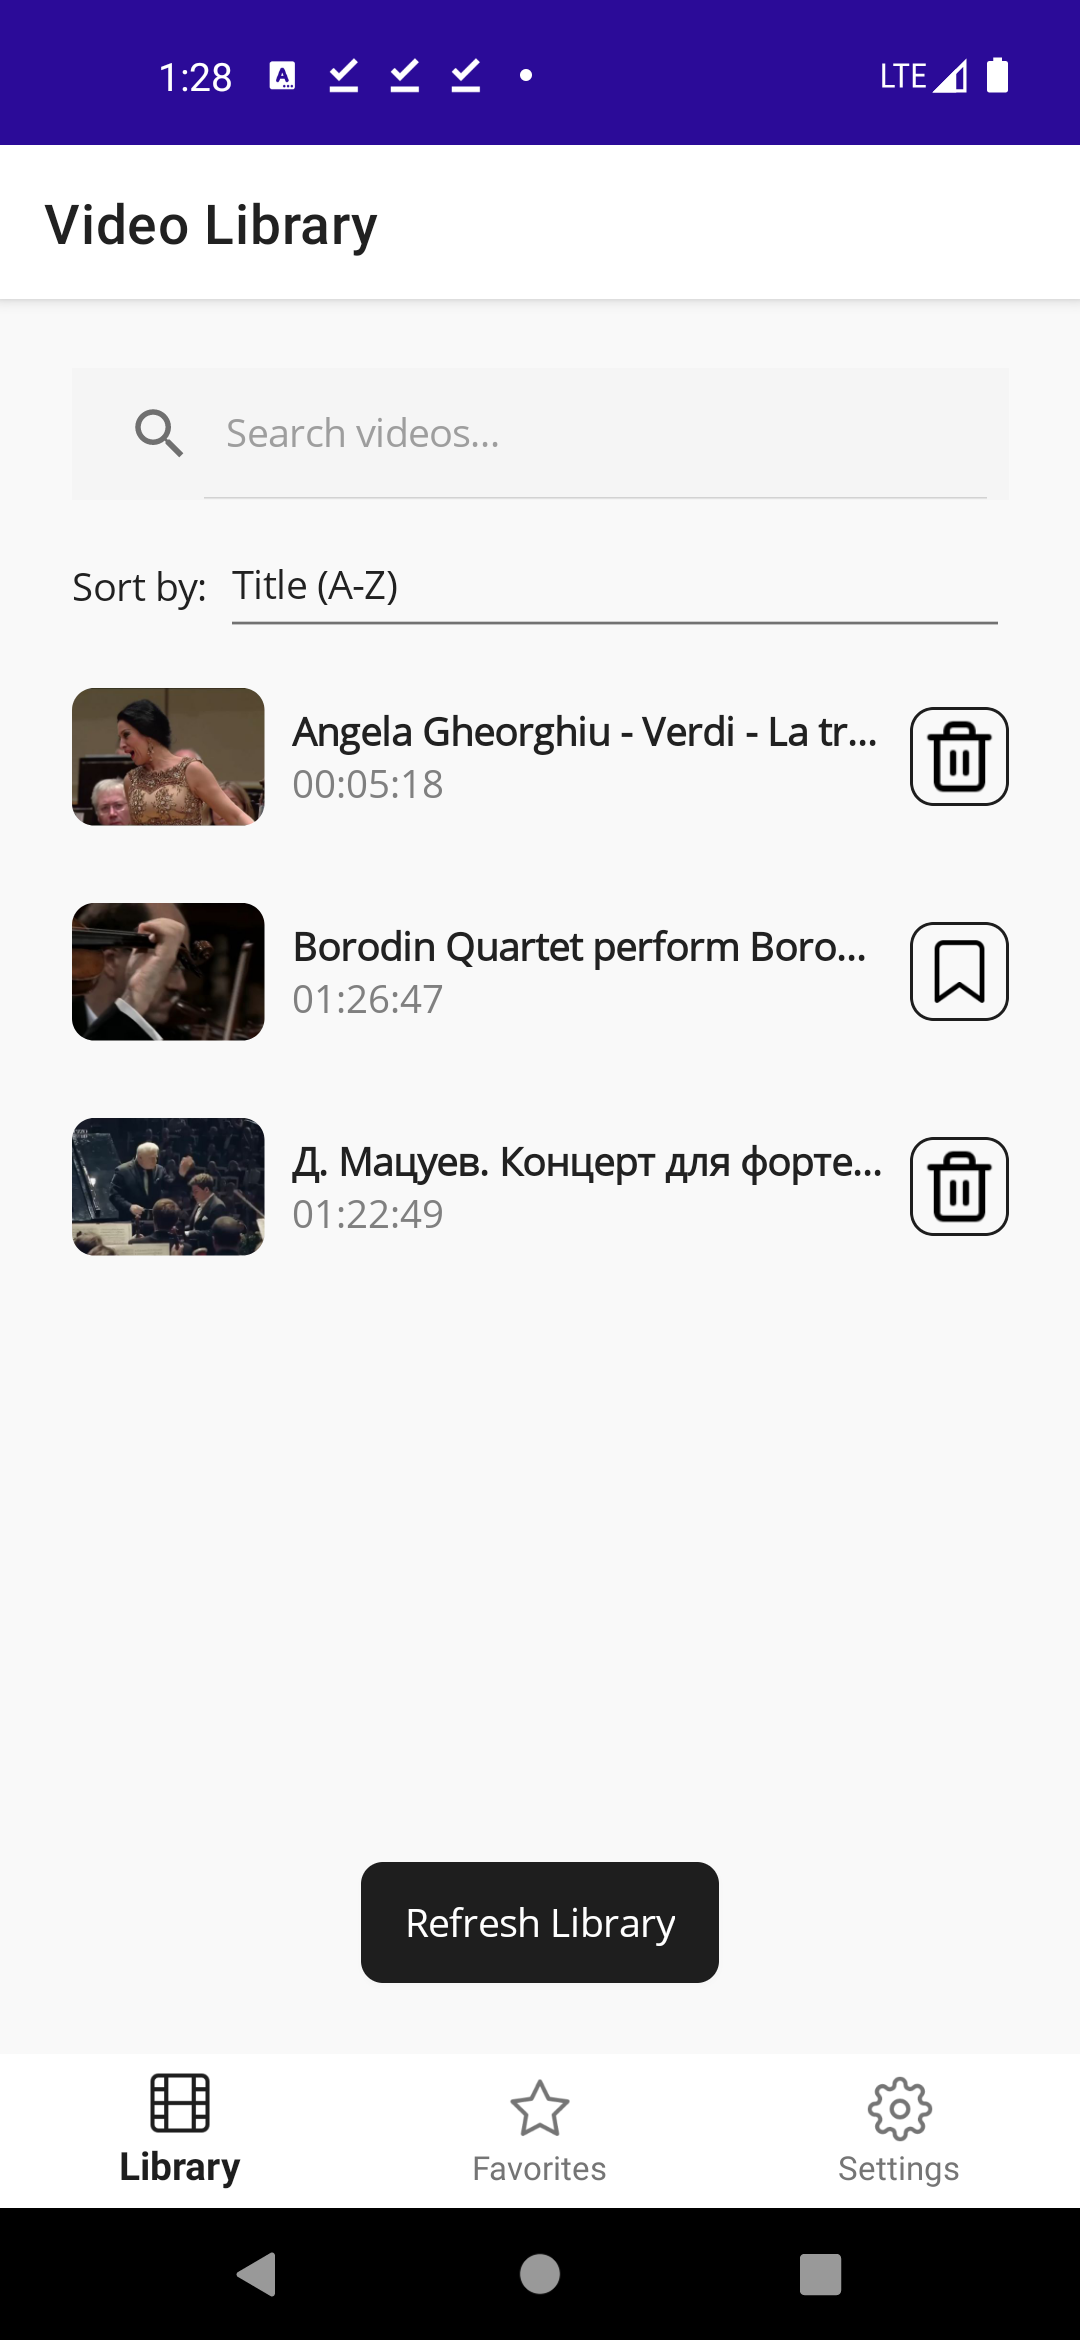 1:28 LTE
Video Library
Search videos...
Sort by: Title (A-Z)
Angela Gheorghiu - Verdi - La tr...
00:05:18
Borodin Quartet perform Boro...
01:26:47
Д. Мацуев. Концерт для форте...
01:22:49
Refresh Library
Library Favorites Settings